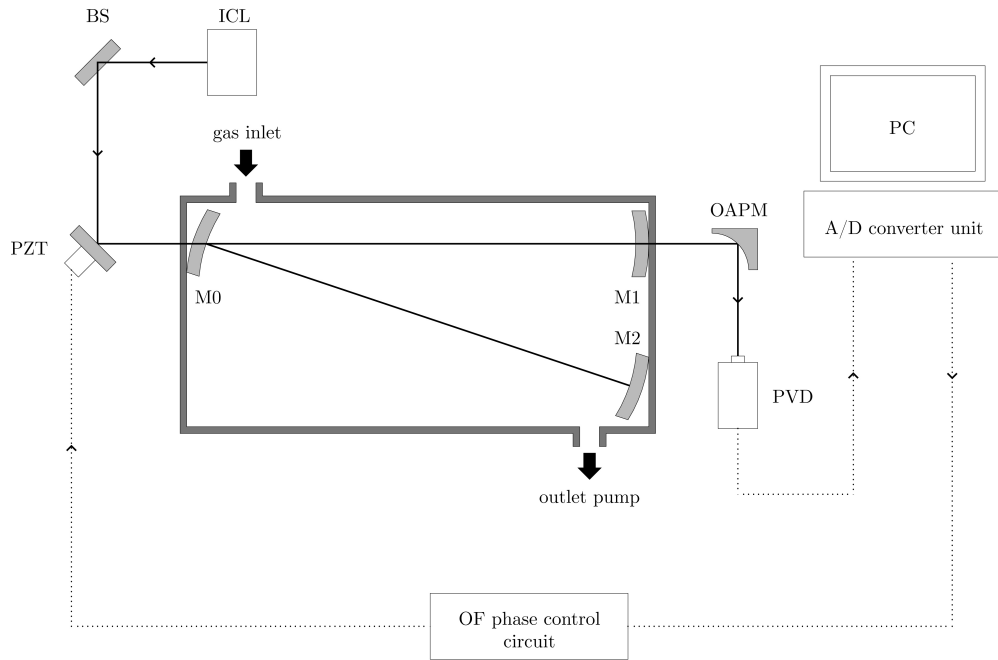 BS
ICL
gas inlet
PC
OAPM
A/D converter unit
PZT
M0
M1
M2
PVD
outlet pump
OF phase control
circuit